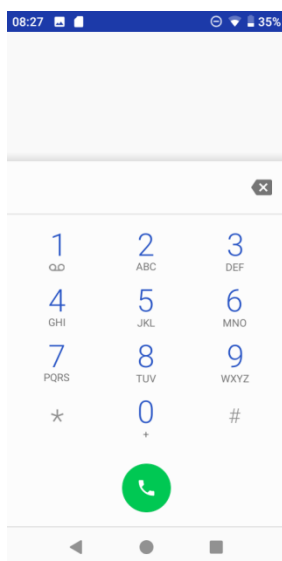 08:27 35%
1 2 3
ABC DEF
4 5 6
GHI JKL MNO
7 8 9
PQRS TUV WXYZ
* 0 #
+